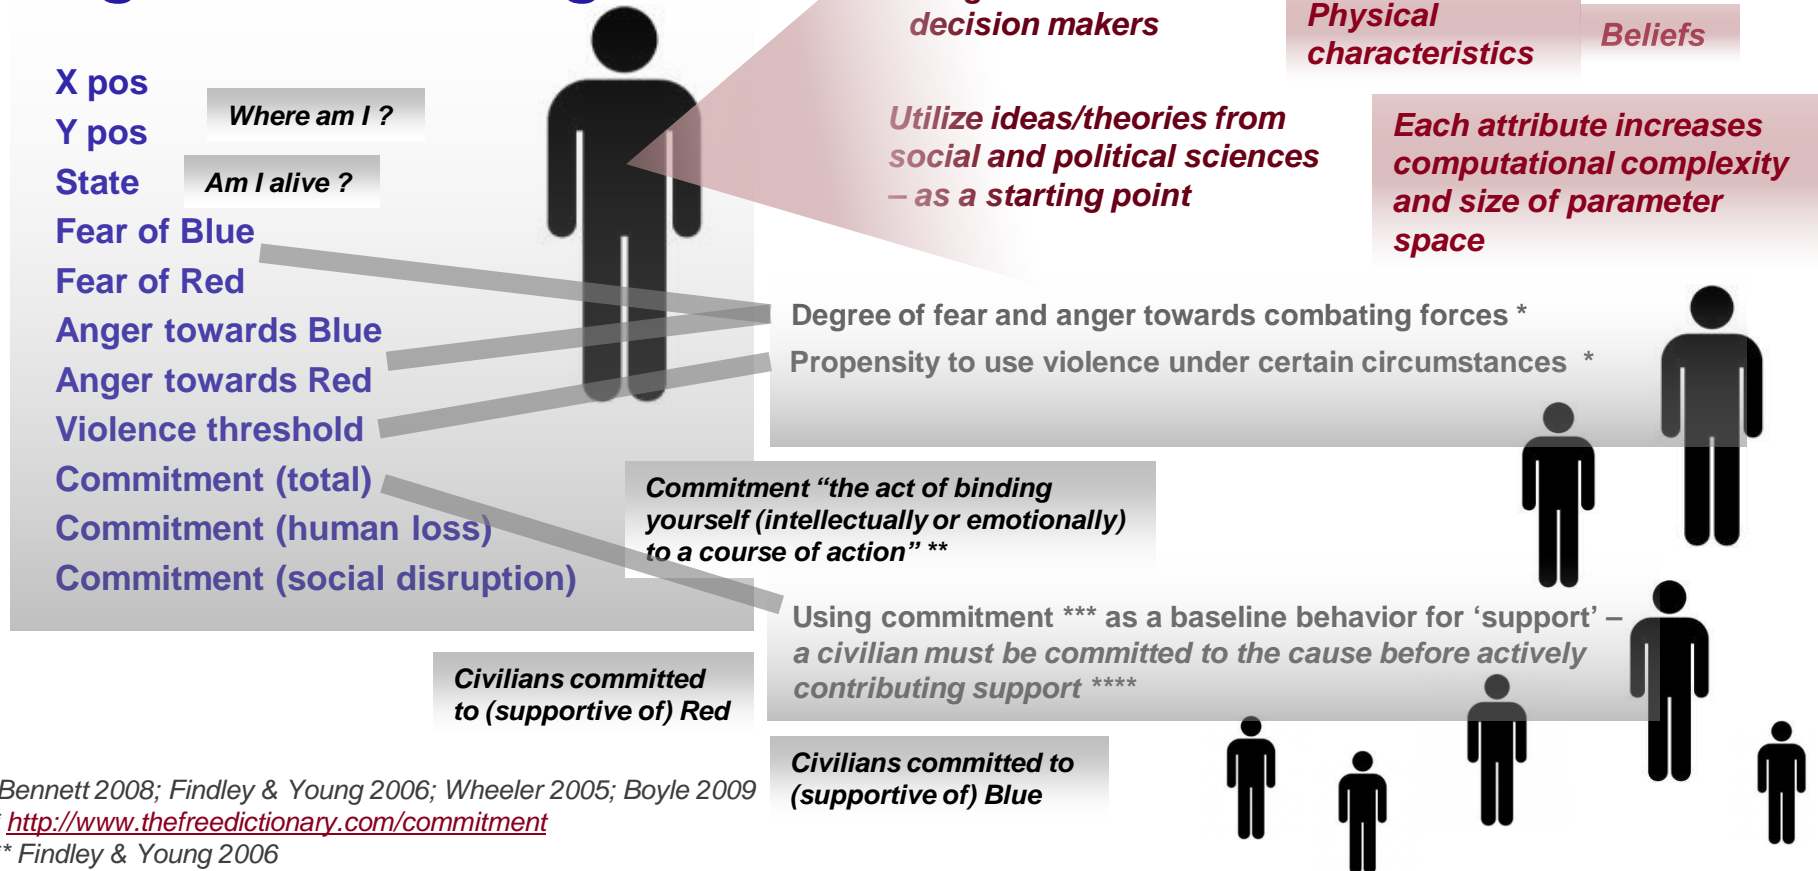 decision makers
Physical
characteristics
Beliefs
X pos
Y pos
State
Fear of Blue
Fear of Red
Anger towards Blue
Anger towards Red
Violence threshold
Commitment (total)
Commitment (human loss)
Commitment (social disruption)
Where am I ?
Am I alive ?
Utilize ideas/theories from
social and political sciences
– as a starting point
Each attribute increases
computational complexity
and size of parameter
space
Degree of fear and anger towards combating forces *
Propensity to use violence under certain circumstances *
Commitment “the act of binding
yourself (intellectually or emotionally)
to a course of action” **
Using commitment *** as a baseline behavior for ‘support’ –
a civilian must be committed to the cause before actively
contributing support ****
Civilians committed
to (supportive of) Red
Civilians committed to
(supportive of) Blue
Bennett 2008; Findley & Young 2006; Wheeler 2005; Boyle 2009
* http://www.thefreedictionary.com/commitment
** Findley & Young 2006